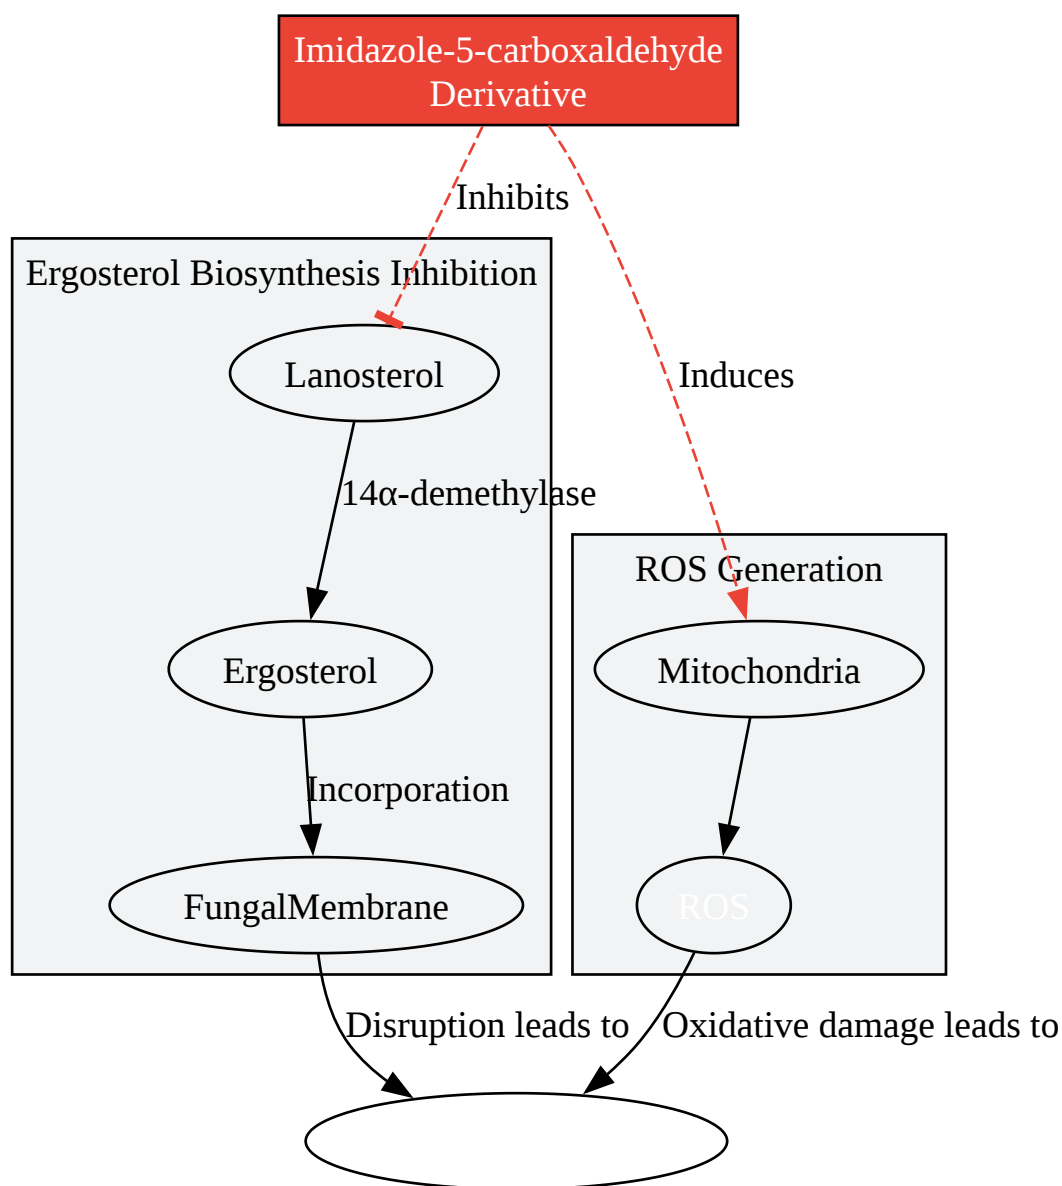 Imidazole-5-carboxaldehyde
Derivative
Inhibits
Ergosterol Biosynthesis Inhibition
Lanosterol
Induces
14α-demethylase
ROS Generation
Ergosterol
Mitochondria
Incorporation
FungalMembrane
ROS
Disruption leads to
Oxidative damage leads to